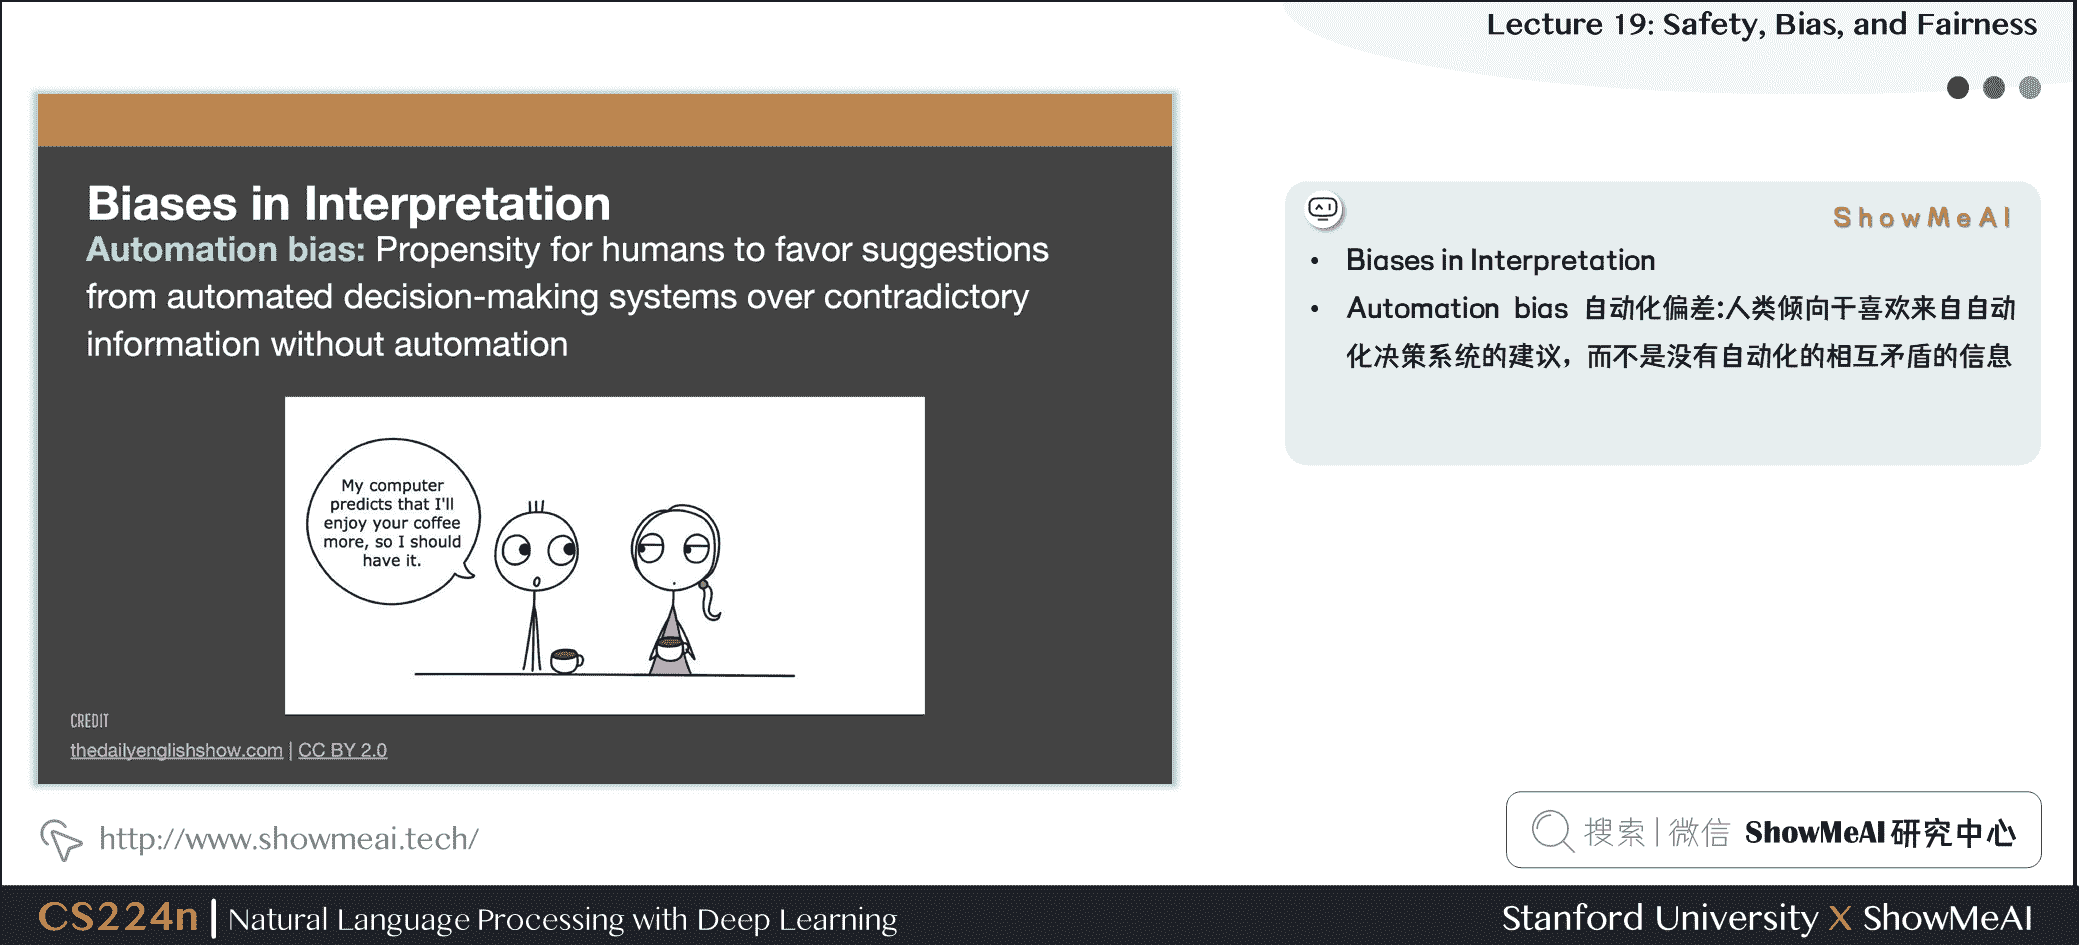 Lecture 19: Safety, Bias, and Fairness
Biases in Interpretation
Automation bias: Propensity for humans to favor suggestions
from automated decision-making systems over contradictory
information without automation
My computer
predicts that I'll
enjoy your coffee
more, so I should
have it.
CREDIT
thedailyenglishshow.com | CC BY 2.0
ShowMeAI
• Biases in Interpretation
• Automation bias 自动化偏差:人类倾向于喜欢来自自动
化决策系统的建议，而不是没有自动化的相互矛盾的信息
http://www.showmeai.tech/
搜索 | 微信 ShowMeAI 研究中心
CS224n | Natural Language Processing with Deep Learning
Stanford University X ShowMeAI